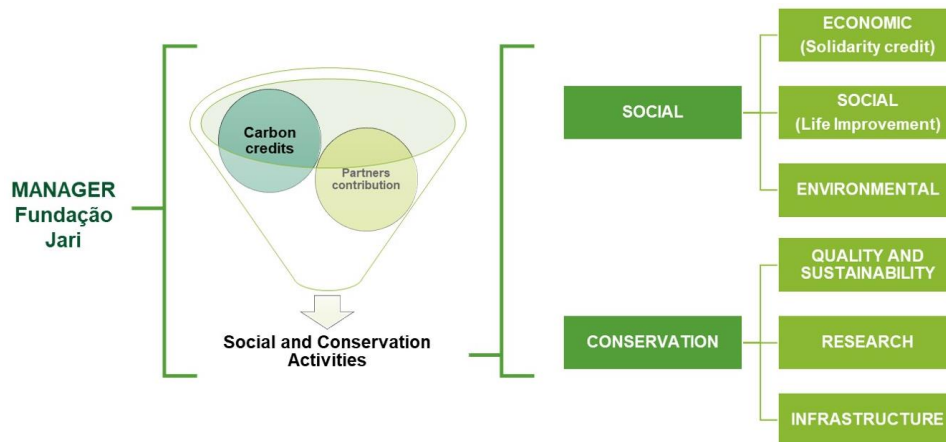 MANAGER
Fundação
Jari
Carbon
credits
Partners
contribution
Social and Conservation
Activities
SOCIAL
ECONOMIC
(Solidarity credit)
SOCIAL
(Life Improvement)
ENVIRONMENTAL
CONSERVATION
QUALITY AND
SUSTAINABILITY
RESEARCH
INFRASTRUCTURE